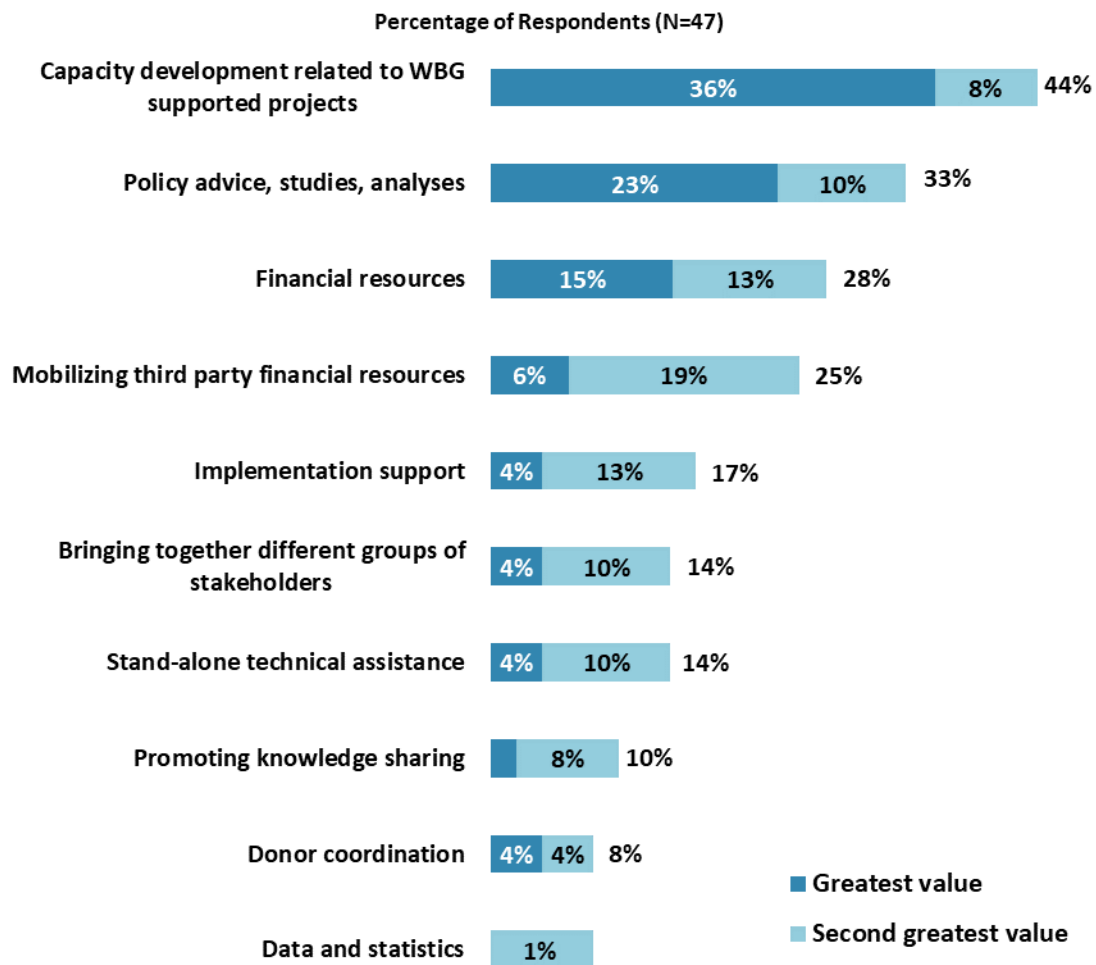 Percentage of Respondents (N=47)
Capacity development related to WBG
supported projects
36%
8%
44%
Policy advice, studies, analyses
23%
10%
33%
Financial resources
15%
13%
28%
Mobilizing third party financial resources
6%
19%
25%
Implementation support
4%
13%
17%
Bringing together different groups of
stakeholders
4%
10%
14%
Stand-alone technical assistance
4%
10%
14%
Promoting knowledge sharing
8%
10%
Donor coordination
4%
4%
8%
Greatest value
Second greatest value
Data and statistics
1%